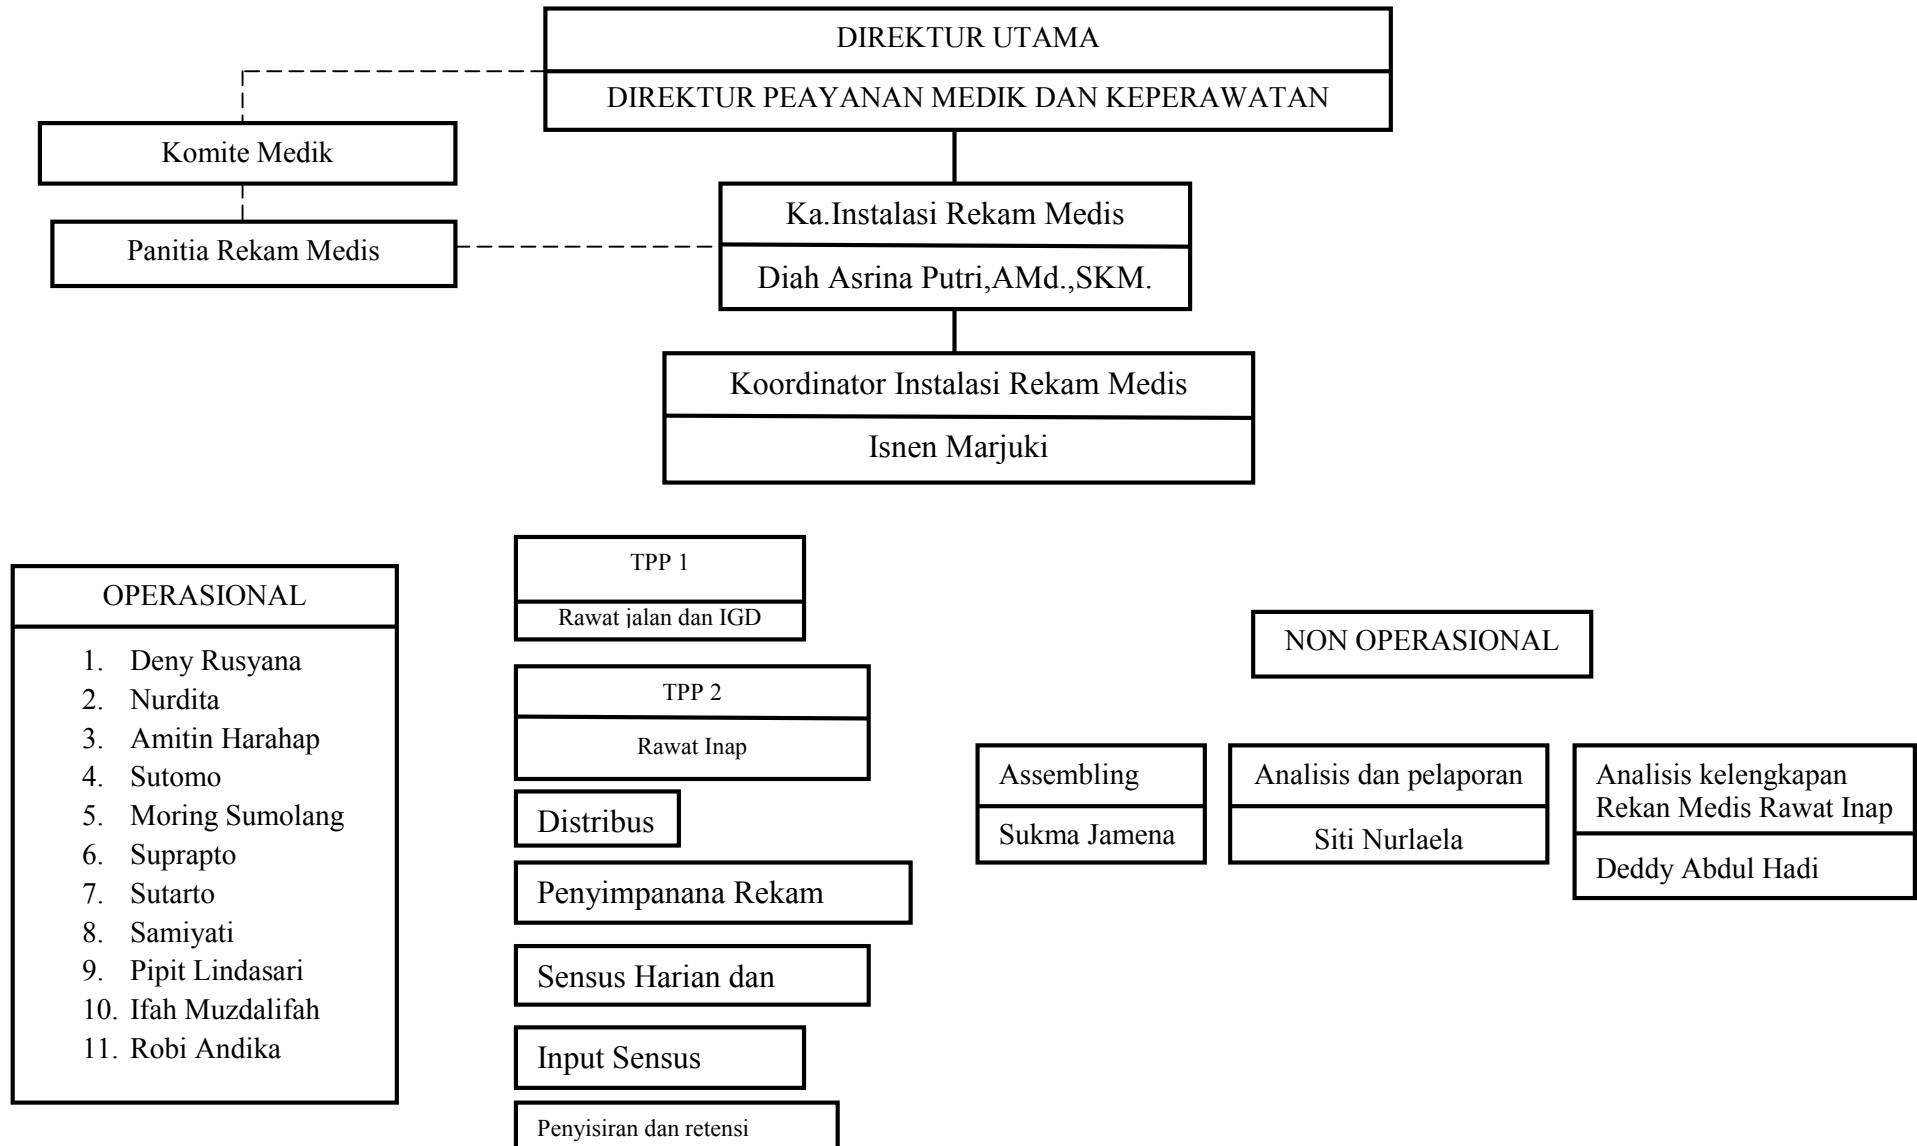 DIREKTUR UTAMA
DIREKTUR PEAYANAN MEDIK DAN KEPERAWATAN
Komite Medik
Panitia Rekam Medis
Ka.Instalasi Rekam Medis
Diah Asrina Putri,AMd.,SKM.
Koordinator Instalasi Rekam Medis
Isnen Marjuki
OPERASIONAL
1. Deny Rusyana
2. Nurdita
3. Amitin Harahap
4. Sutomo
5. Moring Sumolang
6. Suprapto
7. Sutarto
8. Samiyati
9. Pipit Lindasari
10. Ifah Muzdalifah
11. Robi Andika
TPP 1
Rawat jalan dan IGD
TPP 2
Rawat Inap
Distribus
Penyimpanana Rekam
Sensus Harian dan
Input Sensus
Penyisiran dan retensi
NON OPERASIONAL
Assembling
Sukma Jamena
Analisis dan pelaporan
Siti Nurlaela
Analisis kelengkapan
Rekan Medis Rawat Inap
Deddy Abdul Hadi